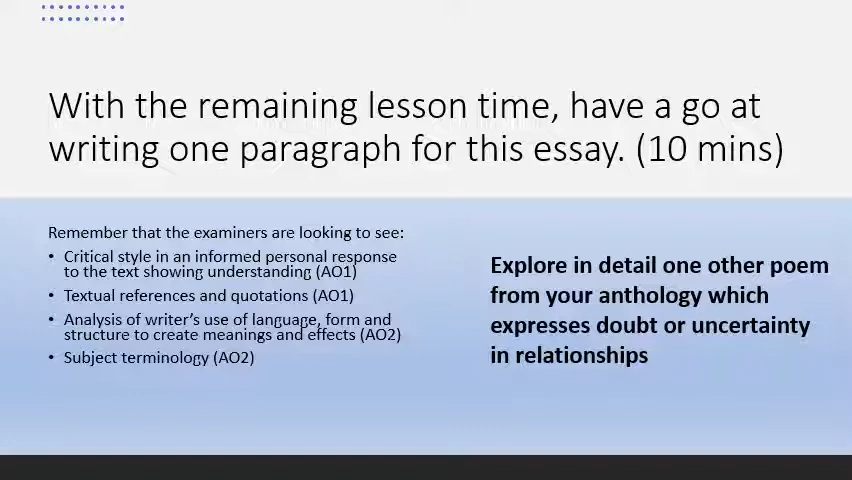 With the remaining lesson time, have a go at
writing one paragraph for this essay. (10 mins)
Remember that the examiners are looking to see:
• Critical style in an informed personal response
to the text showing understanding (AO1)
• Textual references and quotations (AO1)
• Analysis of writer's use of language, form and
structure to create meanings and effects (AO2)
• Subject terminology (AO2)
Explore in detail one other poem
from your anthology which
expresses doubt or uncertainty
in relationships